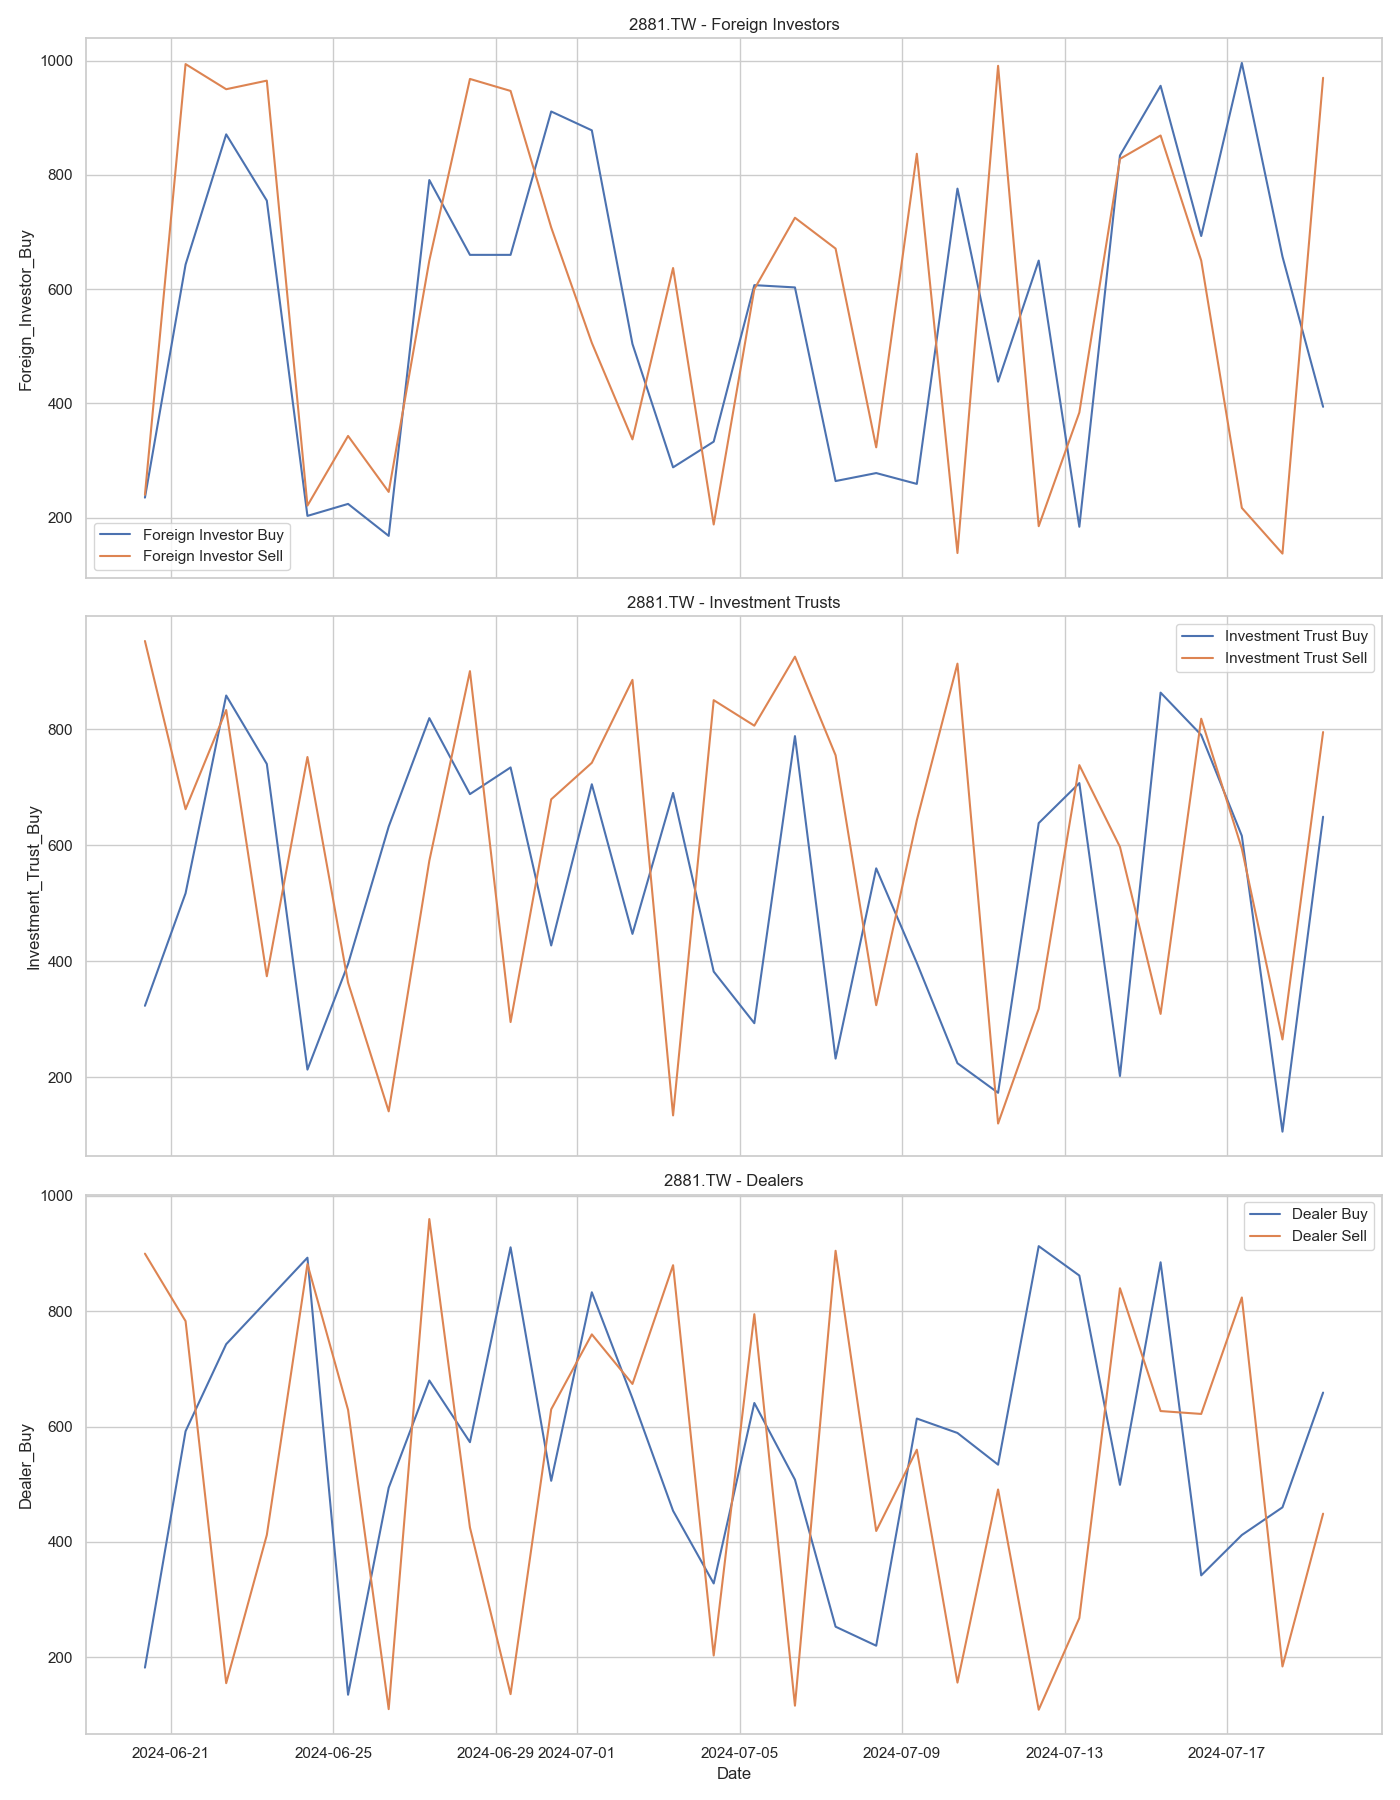 2881.TW - Foreign Investors
1000
800
600
400
200
Foreign_Investor_Buy
Foreign Investor Buy
Foreign Investor Sell
2881.TW - Investment Trusts
800
600
400
200
Investment_Trust_Buy
Investment Trust Buy
Investment Trust Sell
2881.TW - Dealers
1000
800
600
400
200
Dealer_Buy
Dealer Buy
Dealer Sell
2024-06-21 2024-06-25 2024-06-29 2024-07-01 2024-07-05 2024-07-09 2024-07-13 2024-07-17
Date